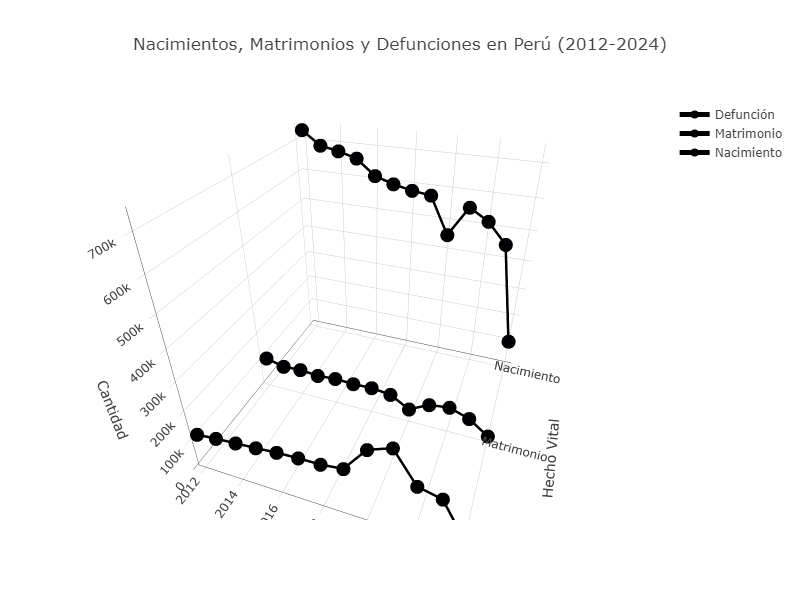 Nacimientos, Matrimonios y Defunciones en Perú (2012-2024)
Defunción
Matrimonio
Nacimiento
700k
600k
500k
400k
300k
200k
100k
0
Cantidad
2012
2014
Nacimiento
Matrimonio
Hecho Vital